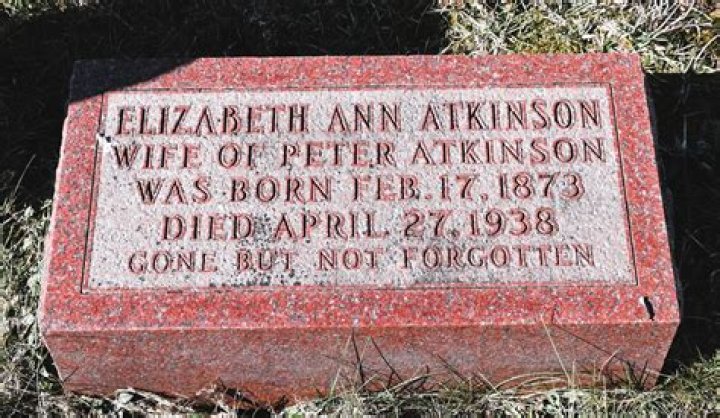 ELIZABETH ANN ATKINSON
WIFE OF PETER ATKINSON
WAS BORN FEB. 17, 1873
DIED APRIL 27, 1938
GONE BUT NOT FORGOTTEN